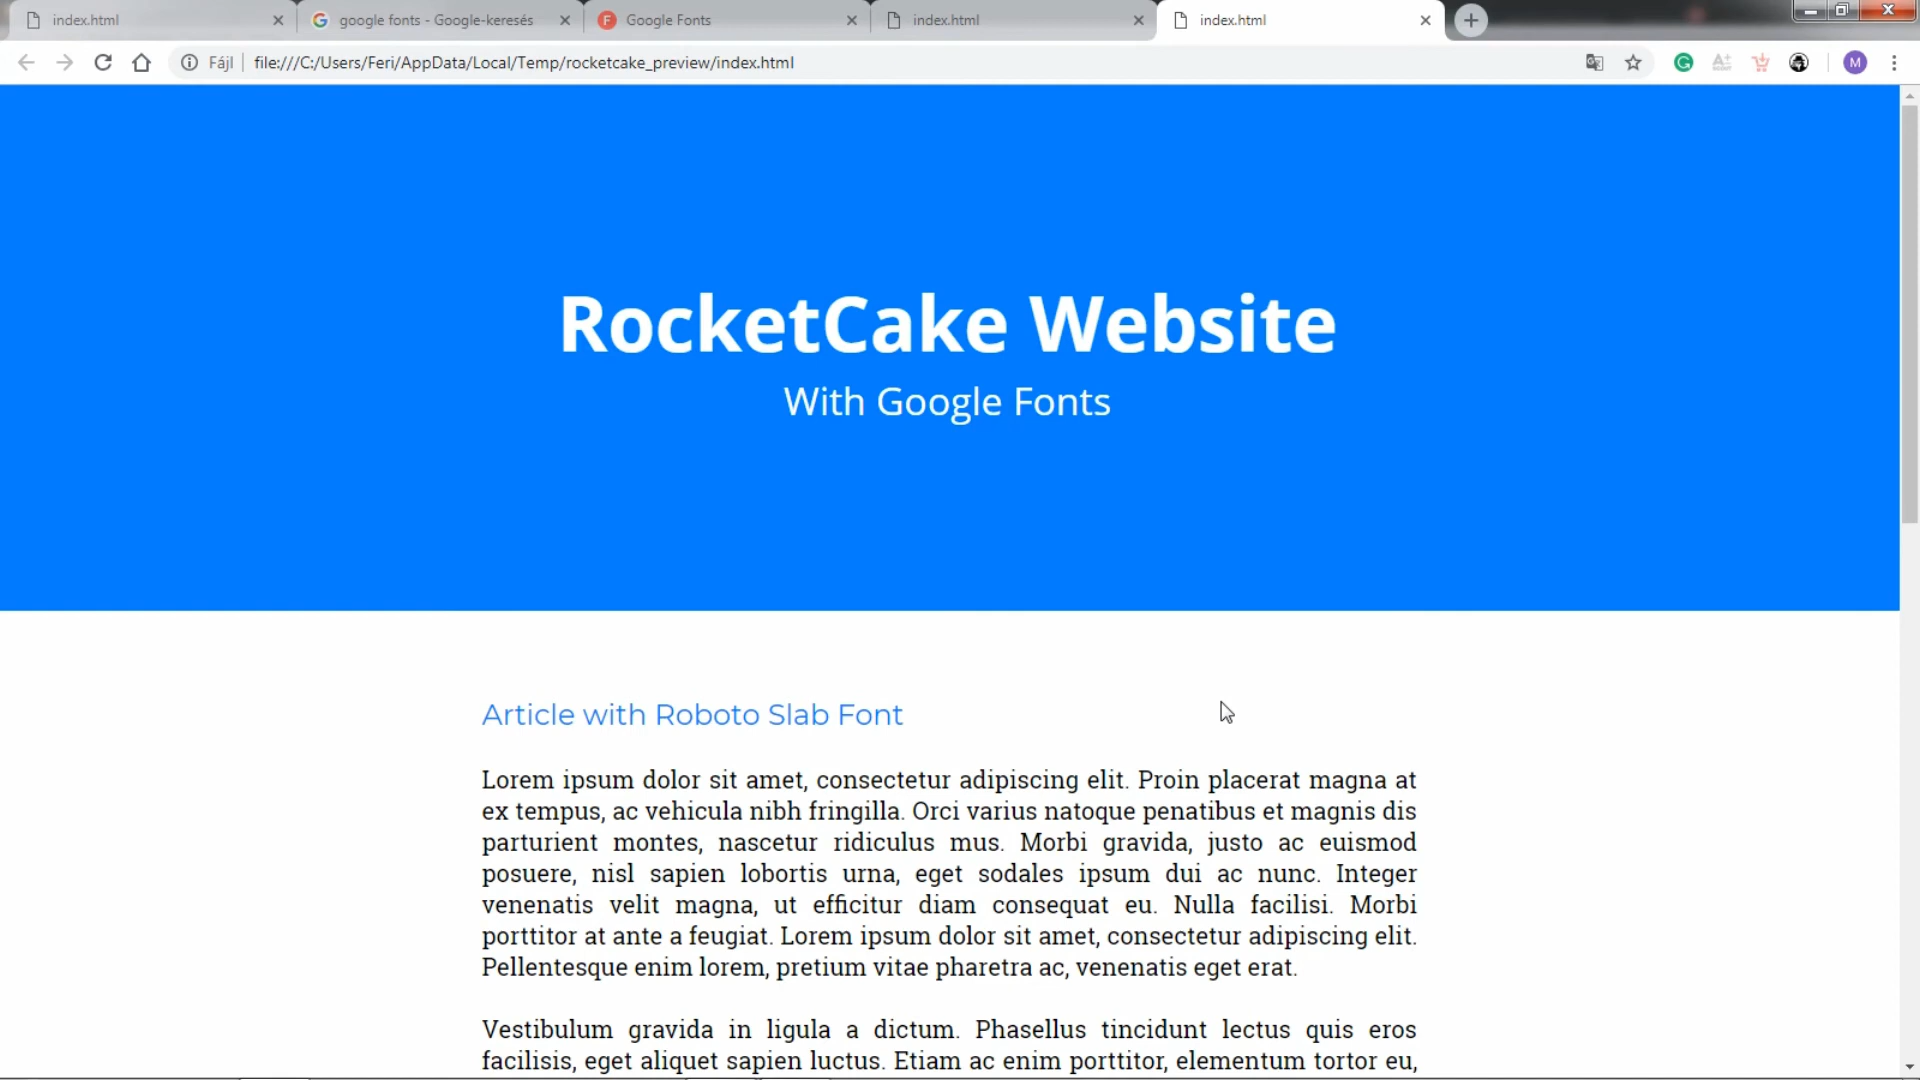 index.html
google fonts - Google-keresés
Google Fonts
index.html
index.html
Fájl
file:///C:/Users/Feri/AppData/Local/Temp/rocketcake_preview/index.html
M
RocketCake Website
With Google Fonts
Article with Roboto Slab Font
Lorem ipsum dolor sit amet, consectetur adipiscing elit. Proin placerat magna at
ex tempus, ac vehicula nibh fringilla. Orci varius natoque penatibus et magnis dis
parturient montes, nascetur ridiculus mus. Morbi gravida, justo ac euismod
posuere, nisl sapien lobortis urna, eget sodales ipsum dui ac nunc. Integer
venenatis velit magna, ut efficitur diam consequat eu. Nulla facilisi. Morbi
porttitor at ante a feugiat. Lorem ipsum dolor sit amet, consectetur adipiscing elit.
Pellentesque enim lorem, pretium vitae pharetra ac, venenatis eget erat.
Vestibulum gravida in ligula a dictum. Phasellus tincidunt lectus quis eros
facilisis, eget aliquet sapien luctus. Etiam ac enim porttitor, elementum tortor eu,